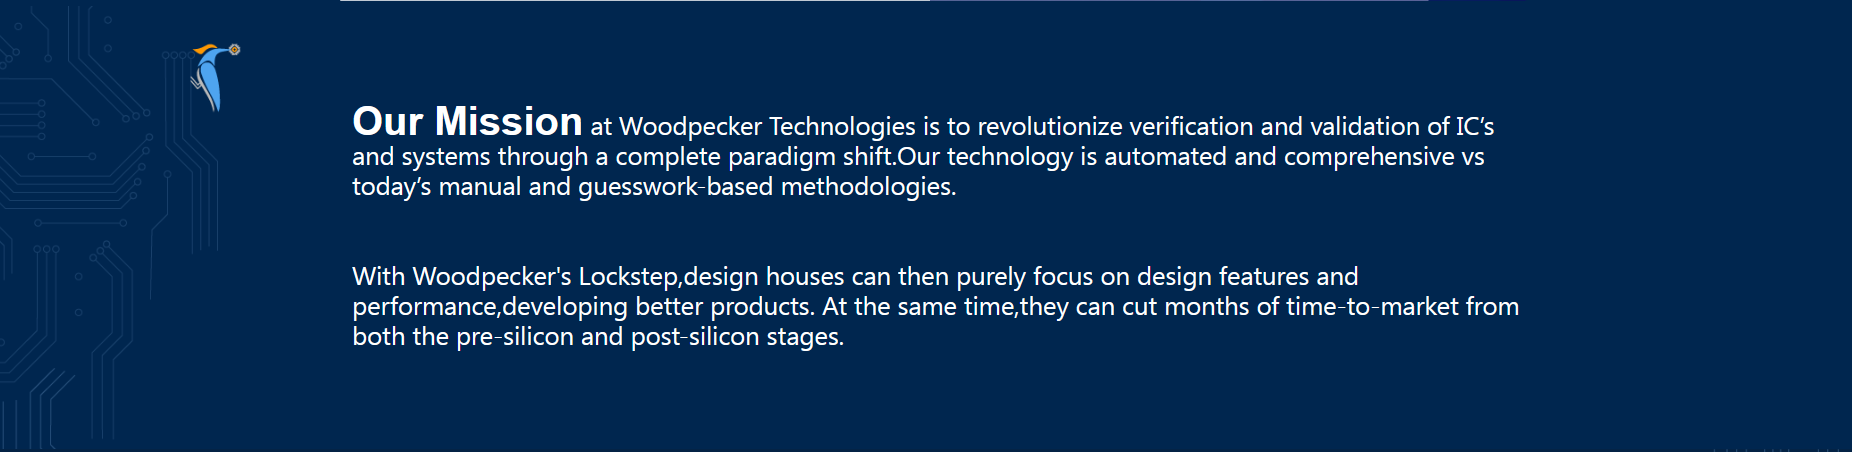 Our Mission at Woodpecker Technologies is to revolutionize verification and validation of IC’s
and systems through a complete paradigm shift.Our technology is automated and comprehensive vs
today’s manual and guesswork-based methodologies.
With Woodpecker's Lockstep,design houses can then purely focus on design features and
performance,developing better products. At the same time,they can cut months of time-to-market from
both the pre-silicon and post-silicon stages.